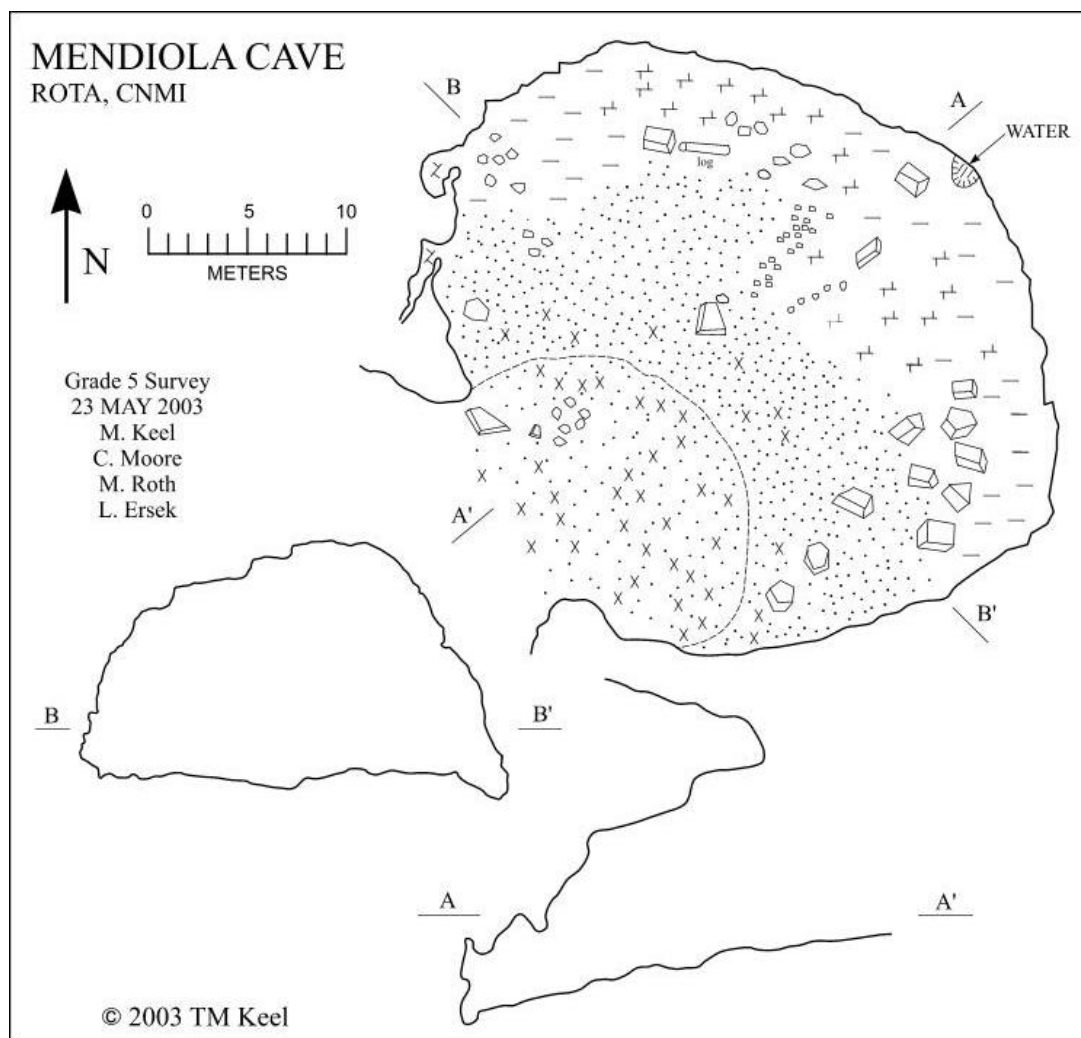 MENDIOLA CAVE
ROTA, CNMI
B
A
WATER
log
0 5 10
N
METERS
Grade 5 Survey
23 MAY 2003
M. Keel
C. Moore
M. Roth
L. Ersek
A'
B'
B
B'
A
A'
© 2003 TM Keel